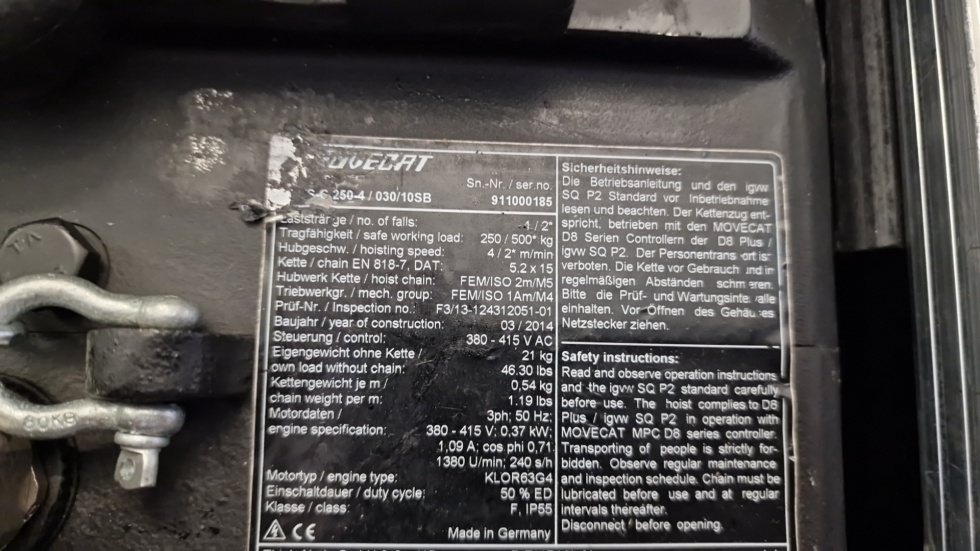 MOVECAT
250-4 / 030/10SB
Sn.-Nr. / ser.no.
911000185
Laststränge / no. of falls: 1 / 2*
Tragfähigkeit / safe working load: 250 / 500* kg
Hubgeschw. / hoisting speed: 4 / 2* m/min
Kette / chain EN 818-7, DAT: 5.2 x 15
Hubwerk Kette / hoist chain: FEM/ISO 2m/M5
Triebwerkgr. / mech. group: FEM/ISO 1Am/M4
Prüf-Nr. / Inspection no.: F3/13-124312051-01
Baujahr / year of construction: 03 / 2014
Steuerung / control: 380 - 415 V AC
Eigengewicht ohne Kette / 21 kg
own load without chain: 46.30 lbs
Kettengewicht je m / 0,54 kg
chain weight per m: 1.19 lbs
Motordaten / 3ph; 50 Hz;
engine specification: 380 - 415 V; 0,37 kW;
1,09 A; cos phi 0,71
1380 U/min; 240 s/h
Motortyp / engine type: KLOR63G4
Einschaltdauer / duty cycle: 50 % ED
Klasse / class: F, IP55
CE Made in Germany
Sicherheitshinweise:
Die Betriebsanleitung und den igvw
SQ P2 Standard vor Inbetriebnahme
lesen und beachten. Der Kettenzug ent-
spricht, betrieben mit den MOVECAT
D8 Serien Controllern der D8 Plus /
igvw SQ P2. Der Personentransport ist
verboten. Die Kette vor Gebrauch und in
regelmäßigen Abständen schmieren.
Bitte die Prüf- und Wartungsintervalle
einhalten. Vor Öffnen des Gehäuses
Netzstecker ziehen.
Safety instructions:
Read and observe operation instructions
and the igvw SQ P2 standard carefully
before use. The hoist complies to D8
Plus / igvw SQ P2 in operation with
MOVECAT MPC D8 series controller.
Transporting of people is strictly for-
bidden. Observe regular maintenance
and inspection schedule. Chain must be
lubricated before use and at regular
intervals thereafter.
Disconnect before opening.